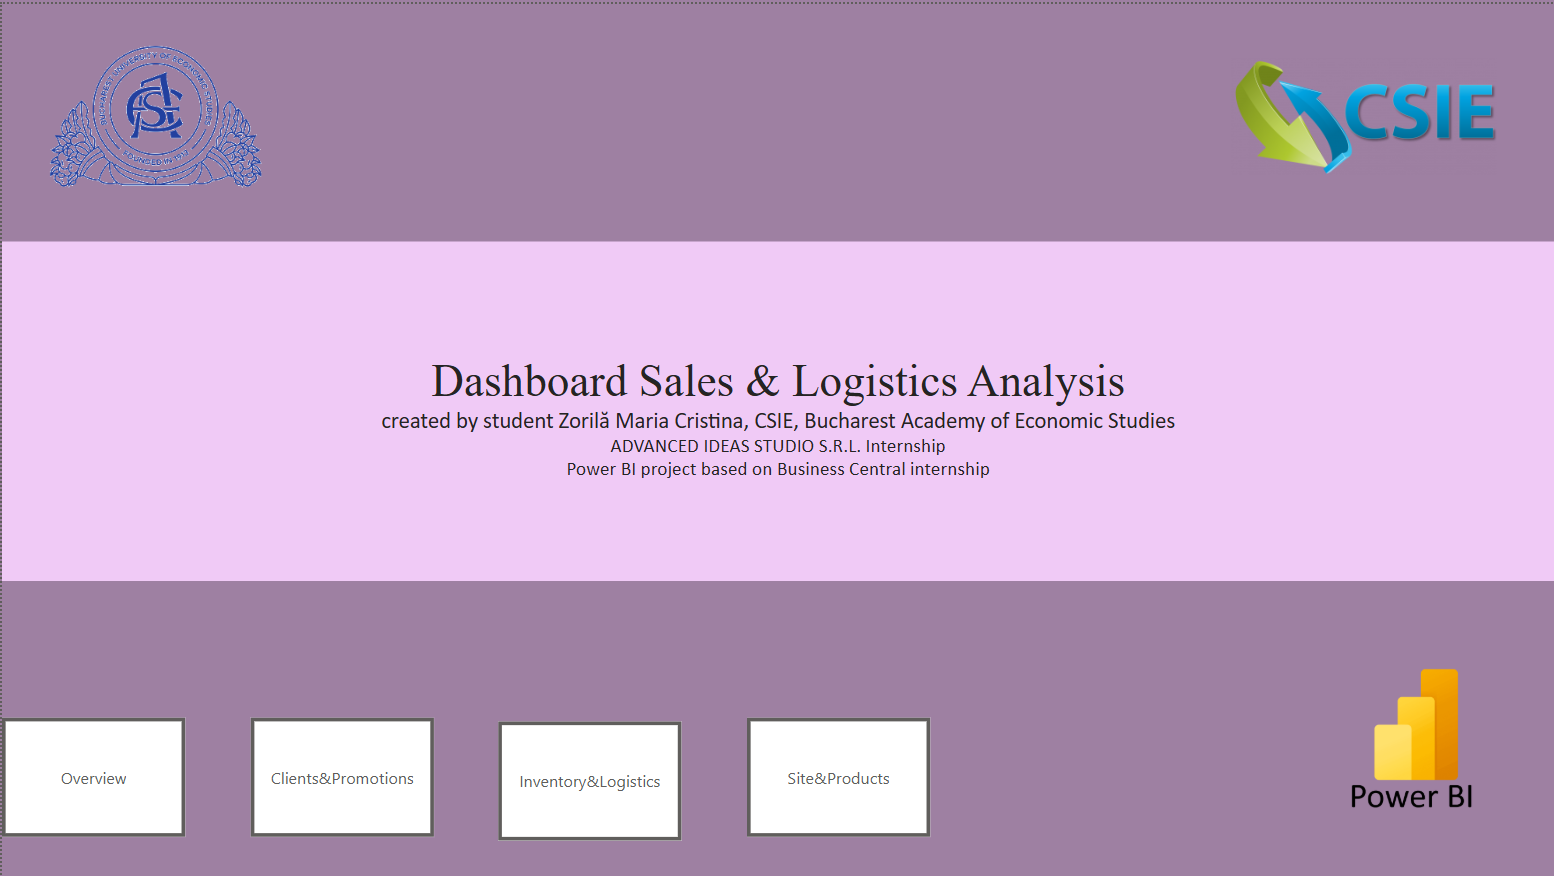 BUCHAREST UNIVERSITY OF ECONOMIC STUDIES
ASE
FOUNDED IN 1913
CSIE
Dashboard Sales & Logistics Analysis
created by student Zorilă Maria Cristina, CSIE, Bucharest Academy of Economic Studies
ADVANCED IDEAS STUDIO S.R.L. Internship
Power BI project based on Business Central internship
Overview
Clients&Promotions
Inventory&Logistics
Site&Products
Power BI